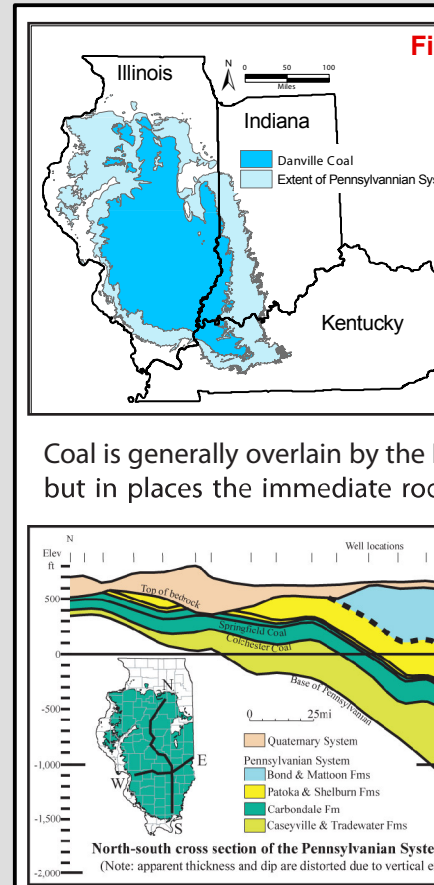 Fi
N
0 50 100
Miles
Illinois
Indiana
Danville Coal
Extent of Pennsylvannian Sys
Kentucky
Coal is generally overlain by the
but in places the immediate roo
N
Elev
ft
Well locations
500
0
-500
-1,000
-1,500
-2,000
Top of bedrock
Springfield Coal
Colchester Coal
Base of Pennsylvanian
N
W
E
S
0 25mi
Quaternary System
Pennsylvanian System
Bond & Mattoon Fms
Patoka & Shelburn Fms
Carbondale Fm
Caseyville & Tradewater Fms
North-south cross section of the Pennsylvanian Syste
(Note: apparent thickness and dip are distorted due to vertical e